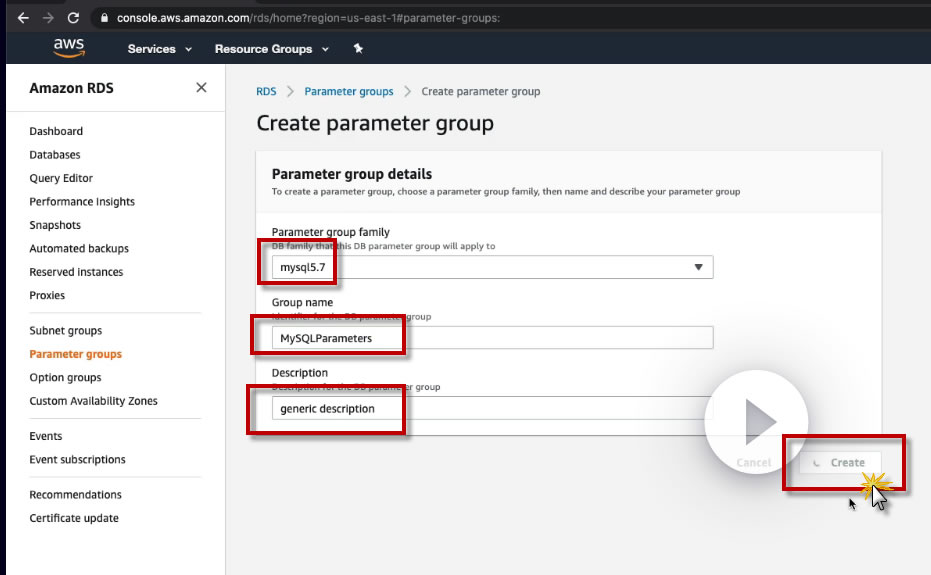 console.aws.amazon.com/rds/home?region=us-east-1#parameter-groups:
aws
Services
Resource Groups
Amazon RDS
Dashboard
Databases
Query Editor
Performance Insights
Snapshots
Automated backups
Reserved instances
Proxies
Subnet groups
Parameter groups
Option groups
Custom Availability Zones
Events
Event subscriptions
Recommendations
Certificate update
RDS > Parameter groups > Create parameter group
Create parameter group
Parameter group details
To create a parameter group, choose a parameter group family, then name and describe your parameter group
Parameter group family
DB family that this DB parameter group will apply to
mysql5.7
Group name
Identifier for the DB parameter group
MySQLParameters
Description
Description for the DB parameter group
generic description
Cancel
Create